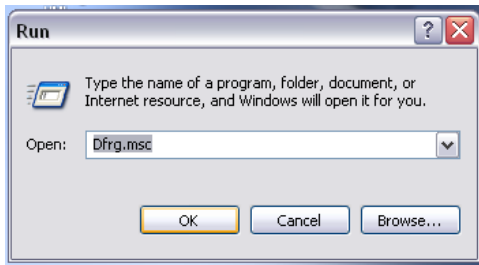 Run
Type the name of a program, folder, document, or
Internet resource, and Windows will open it for you.
Open: Dfrg.msc
OK Cancel Browse...